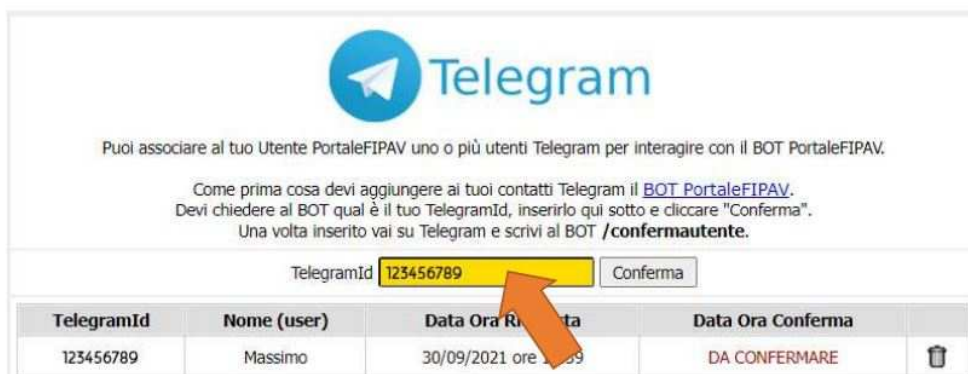 Telegram
Puoi associare al tuo Utente PortaleFIPAV uno o più utenti Telegram per interagire con il BOT PortaleFIPAV.
Come prima cosa devi aggiungere ai tuoi contatti Telegram il BOT PortaleFIPAV.
Devi chiedere al BOT qual è il tuo TelegramId, inserirlo qui sotto e cliccare "Conferma".
Una volta inserito vai su Telegram e scrivi al BOT /confermautente.
TelegramId 123456789 Conferma
TelegramId Nome (user) Data Ora Data Ora Conferma
123456789 Massimo 30/09/2021 ore DA CONFERMARE